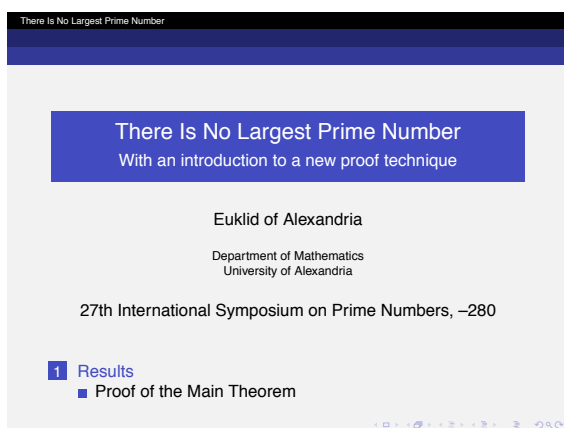 There Is No Largest Prime Number
There Is No Largest Prime Number
With an introduction to a new proof technique
Euklid of Alexandria
Department of Mathematics
University of Alexandria
27th International Symposium on Prime Numbers, –280
1 Results
Proof of the Main Theorem